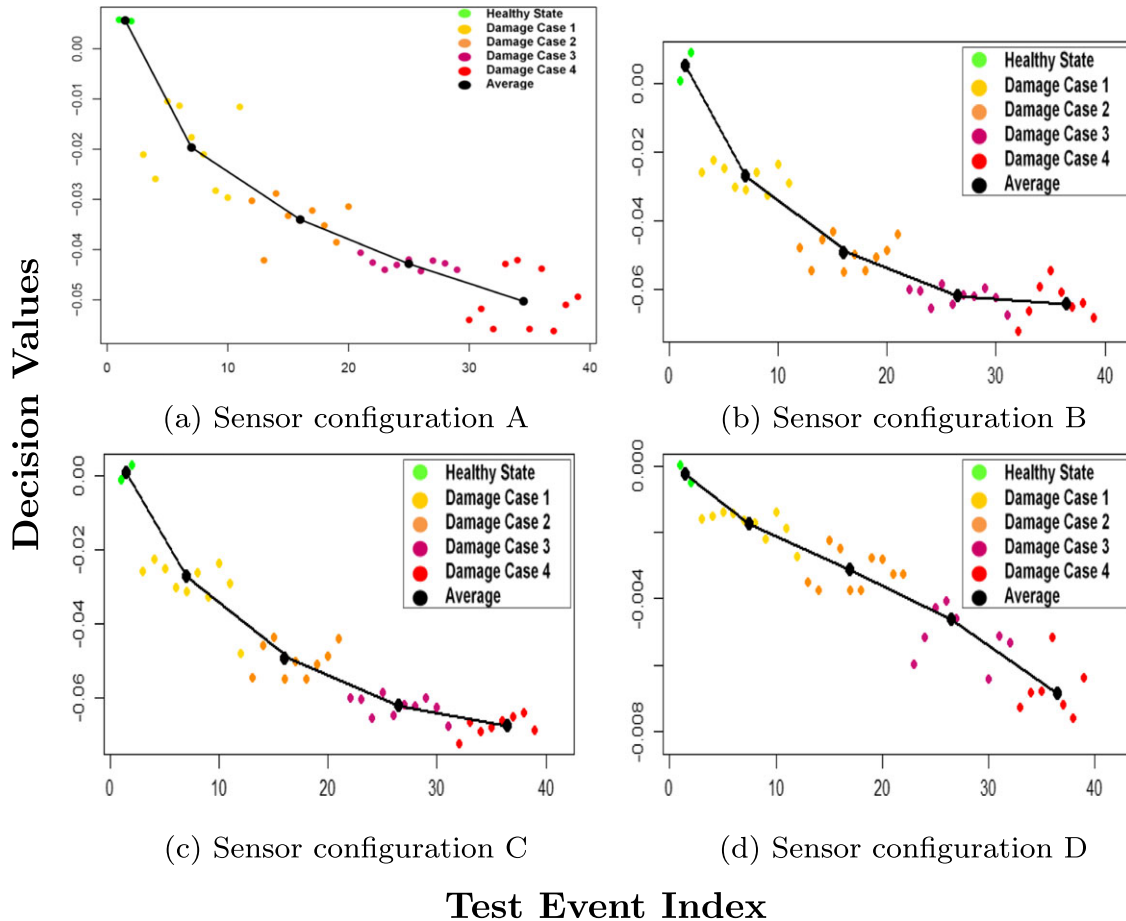 Decision Values
Healthy State
Damage Case 1
Damage Case 2
Damage Case 3
Damage Case 4
Average
0.00
−0.01
−0.02
−0.03
−0.04
−0.05
0 10 20 30 40
(a) Sensor configuration A
Healthy State
Damage Case 1
Damage Case 2
Damage Case 3
Damage Case 4
Average
0.00
−0.02
−0.04
−0.06
0 10 20 30 40
(b) Sensor configuration B
Healthy State
Damage Case 1
Damage Case 2
Damage Case 3
Damage Case 4
Average
0.00
−0.02
−0.04
−0.06
0 10 20 30 40
(c) Sensor configuration C
Healthy State
Damage Case 1
Damage Case 2
Damage Case 3
Damage Case 4
Average
0.000
−0.004
−0.008
0 10 20 30 40
(d) Sensor configuration D
Test Event Index